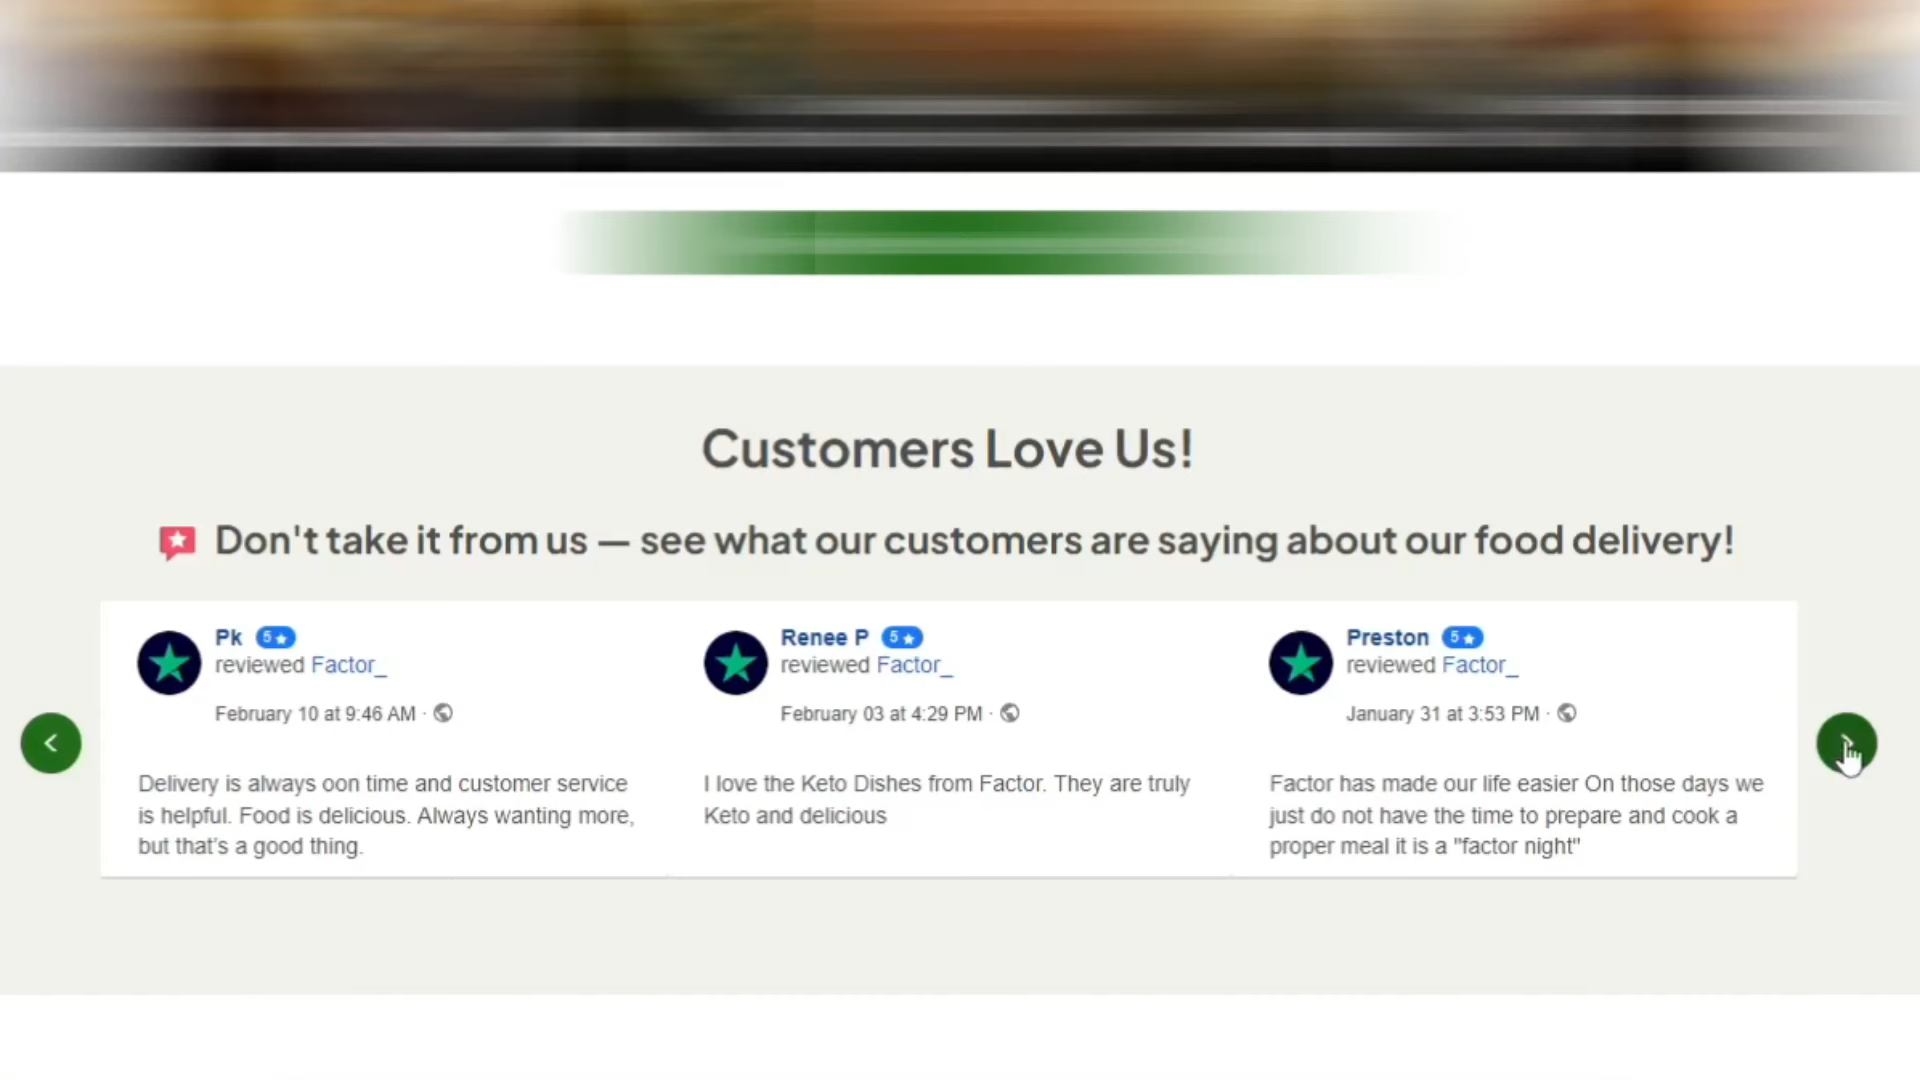 Customers Love Us!
Don't take it from us — see what our customers are saying about our food delivery!
Pk 5★
reviewed Factor_
February 10 at 9:46 AM ·
Delivery is always oon time and customer service
is helpful. Food is delicious. Always wanting more,
but that's a good thing.
Renee P 5★
reviewed Factor_
February 03 at 4:29 PM ·
I love the Keto Dishes from Factor. They are truly
Keto and delicious
Preston 5★
reviewed Factor_
January 31 at 3:53 PM ·
Factor has made our life easier On those days we
just do not have the time to prepare and cook a
proper meal it is a "factor night"